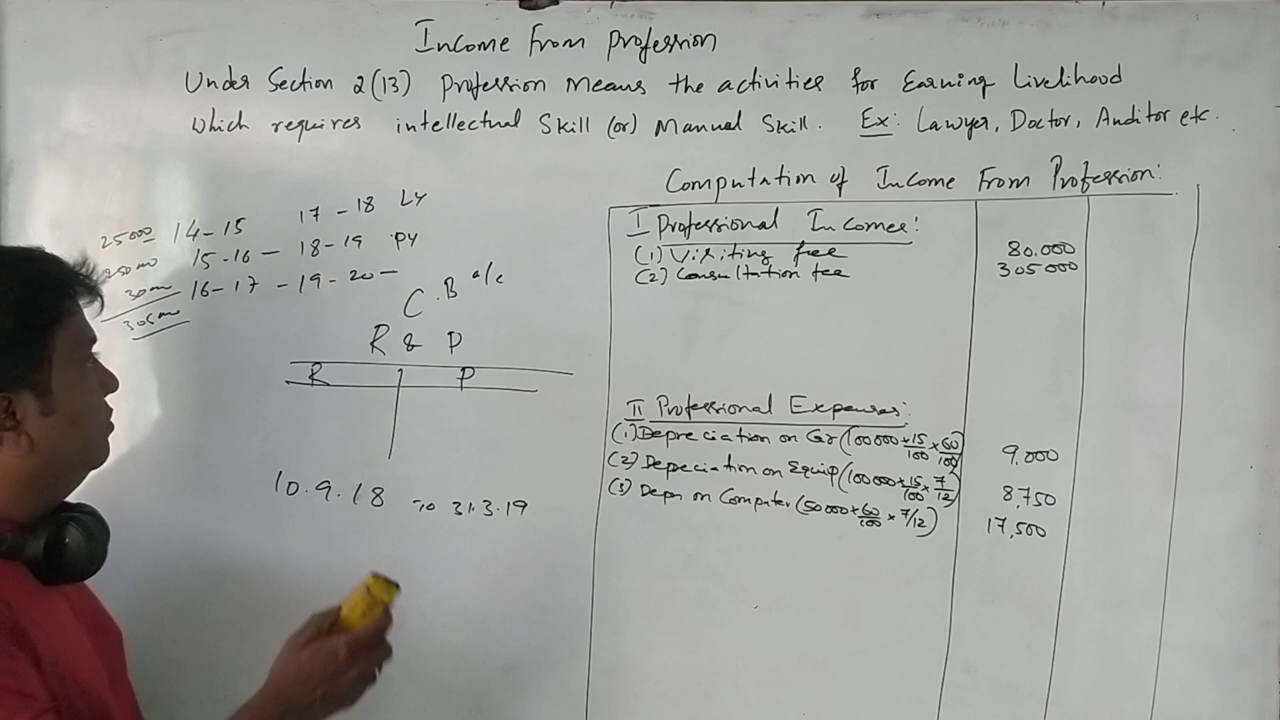 Income From Profession
Under Section 2(13) Profession Means the activities for Earning Livelihood
Which requires intellectual Skill (or) Manual Skill. Ex: Lawyer, Doctor, Auditor etc.
25000 14-15 17-18 LY
15-16 - 18-19 PY
16-17 - 19-20 -
C.B a/c
R & P
R P
10.9.18 To 31.3.19
Computation of Income From Profession:
I Professional Incomes:
(1) Visiting fee 80,000
(2) Consultation fee 305000
II Professional Expenses:
(1) Depreciation on Car (100000 × 15/100 × 60/100) 9,000
(2) Depreciation on Equip (100000 × 15/100 × 7/12) 8,750
(3) Depn on Computer (50000 × 60/100 × 7/12) 17,500